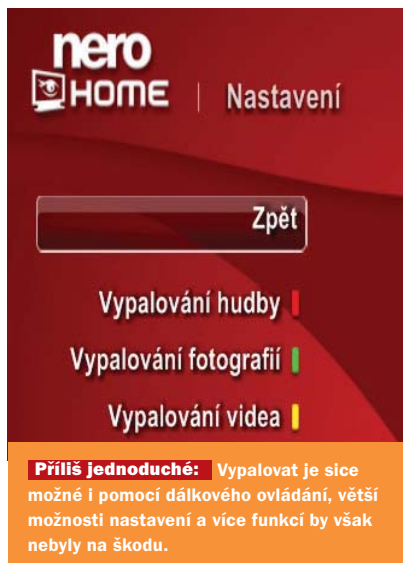 nero
HOME | Nastavení
Zpět
Vypalování hudby
Vypalování fotografií
Vypalování videa
Příliš jednoduché: Vypalovat je sice
možné i pomocí dálkového ovládání, větší
možnosti nastavení a více funkcí by však
nebyly na škodu.